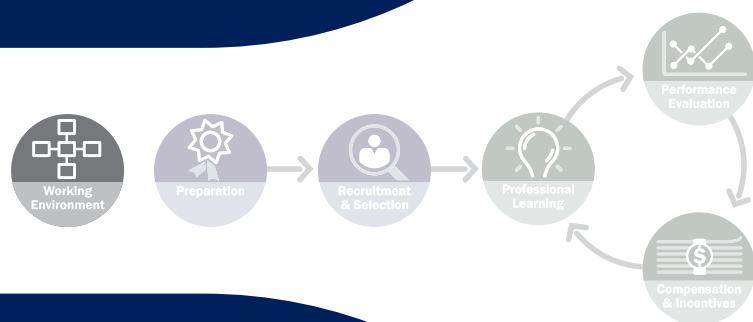 Working
Environment
Preparation
Recruitment
& Selection
Professional
Learning
Performance
Evaluation
$
Compensation
& Incentives